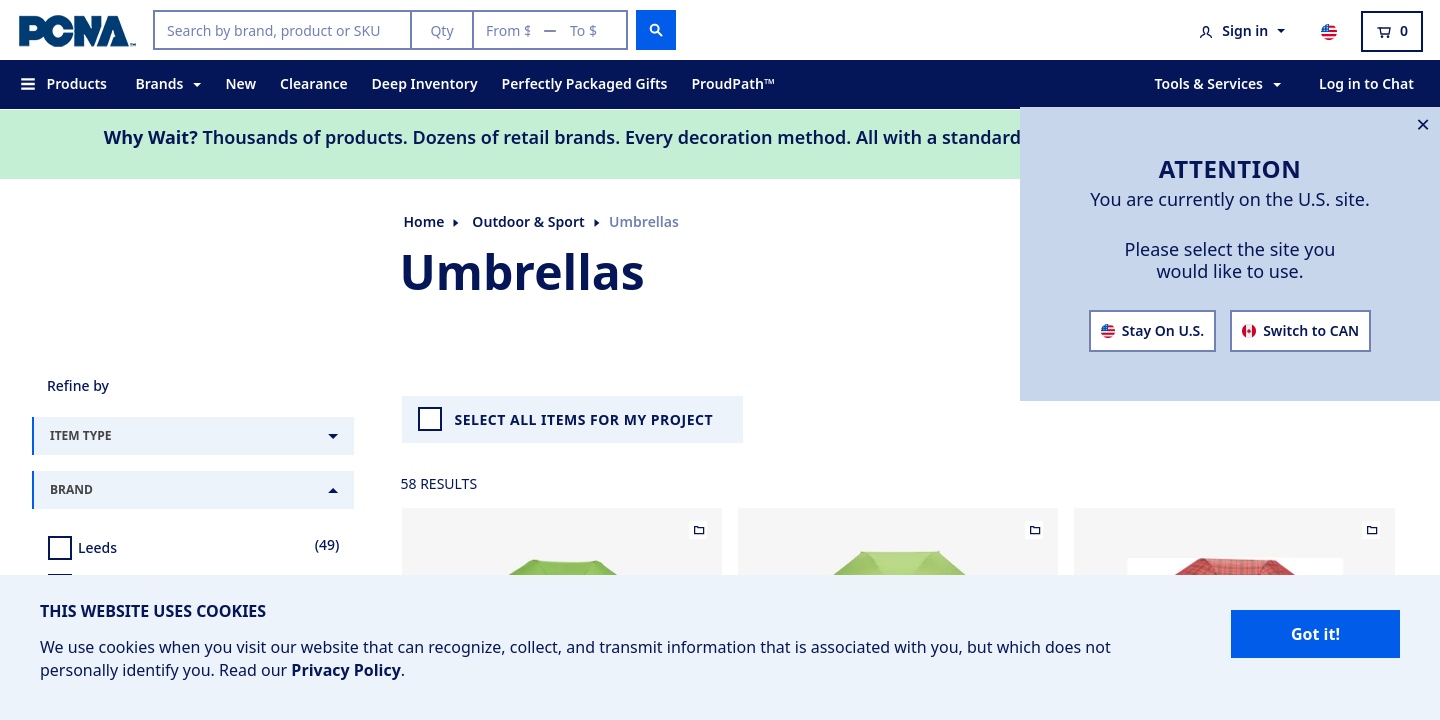 PCNA™
Search by brand, product or SKU
Qty
From $ — To $
Sign in
0
Products
Brands
New
Clearance
Deep Inventory
Perfectly Packaged Gifts
ProudPath™
Tools & Services
Log in to Chat
Why Wait? Thousands of products. Dozens of retail brands. Every decoration method. All with a standard
ATTENTION
You are currently on the U.S. site.
Please select the site you
would like to use.
Stay On U.S.
Switch to CAN
Home
Outdoor & Sport
Umbrellas
Umbrellas
Refine by
ITEM TYPE
BRAND
Leeds
(49)
SELECT ALL ITEMS FOR MY PROJECT
58 RESULTS
THIS WEBSITE USES COOKIES
We use cookies when you visit our website that can recognize, collect, and transmit information that is associated with you, but which does not
personally identify you. Read our Privacy Policy.
Got it!